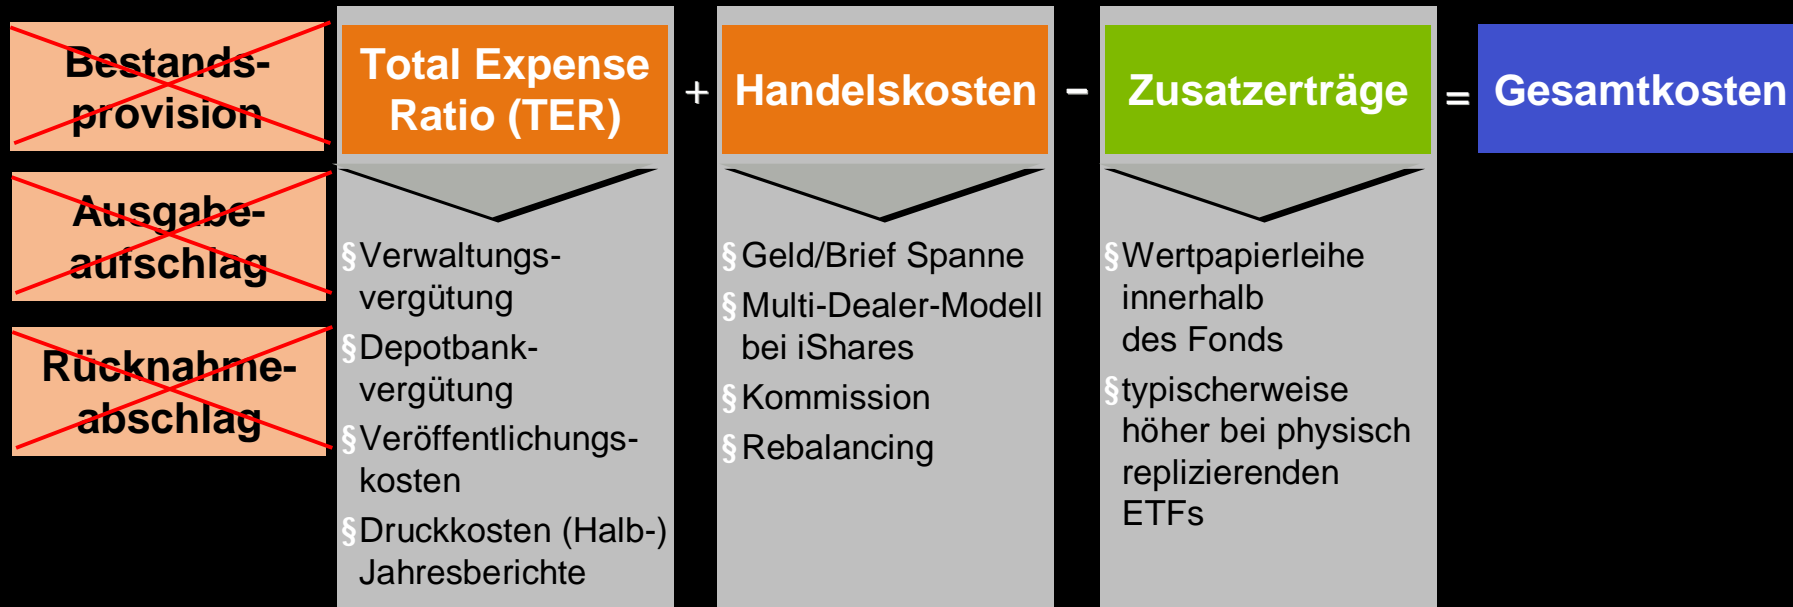 Bestands-
provision
Ausgabe-
aufschlag
Rücknahme-
abschlag
Total Expense
Ratio (TER)
§Verwaltungs-
vergütung
§Depotbank-
vergütung
§Veröffentlichungs-
kosten
§Druckkosten (Halb-)
Jahresberichte
+
Handelskosten
§Geld/Brief Spanne
§Multi-Dealer-Modell
bei iShares
§Kommission
§Rebalancing
–
Zusatzerträge
§Wertpapierleihe
innerhalb
des Fonds
§typischerweise
höher bei physisch
replizierenden
ETFs
=
Gesamtkosten